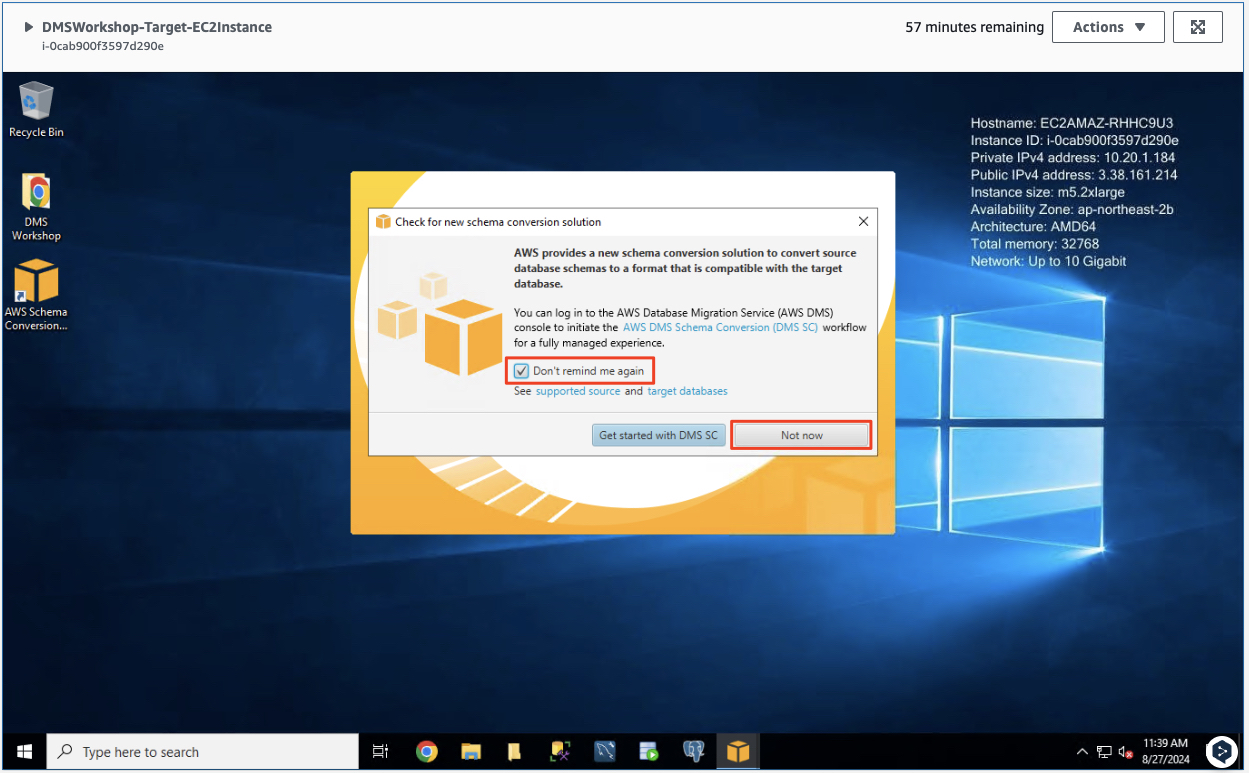 DMSWorkshop-Target-EC2Instance
i-0cab900f3597d290e
57 minutes remaining
Actions
Recycle Bin
DMS
Workshop
AWS Schema
Conversion...
Hostname: EC2AMAZ-RHHC9U3
Instance ID: i-0cab900f3597d290e
Private IPv4 address: 10.20.1.184
Public IPv4 address: 3.38.161.214
Instance size: m5.2xlarge
Availability Zone: ap-northeast-2b
Architecture: AMD64
Total memory: 32768
Network: Up to 10 Gigabit
Check for new schema conversion solution
AWS provides a new schema conversion solution to convert source
database schemas to a format that is compatible with the target
database.
You can log in to the AWS Database Migration Service (AWS DMS)
console to initiate the AWS DMS Schema Conversion (DMS SC) workflow
for a fully managed experience.
Don't remind me again
See supported source and target databases
Get started with DMS SC
Not now
Type here to search
11:39 AM
8/27/2024